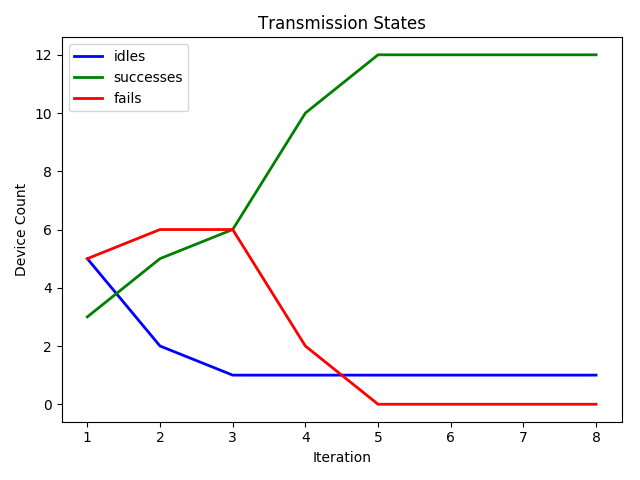 Transmission States
idles
successes
fails
Device Count
12
10
8
6
4
2
0
1 2 3 4 5 6 7 8
Iteration